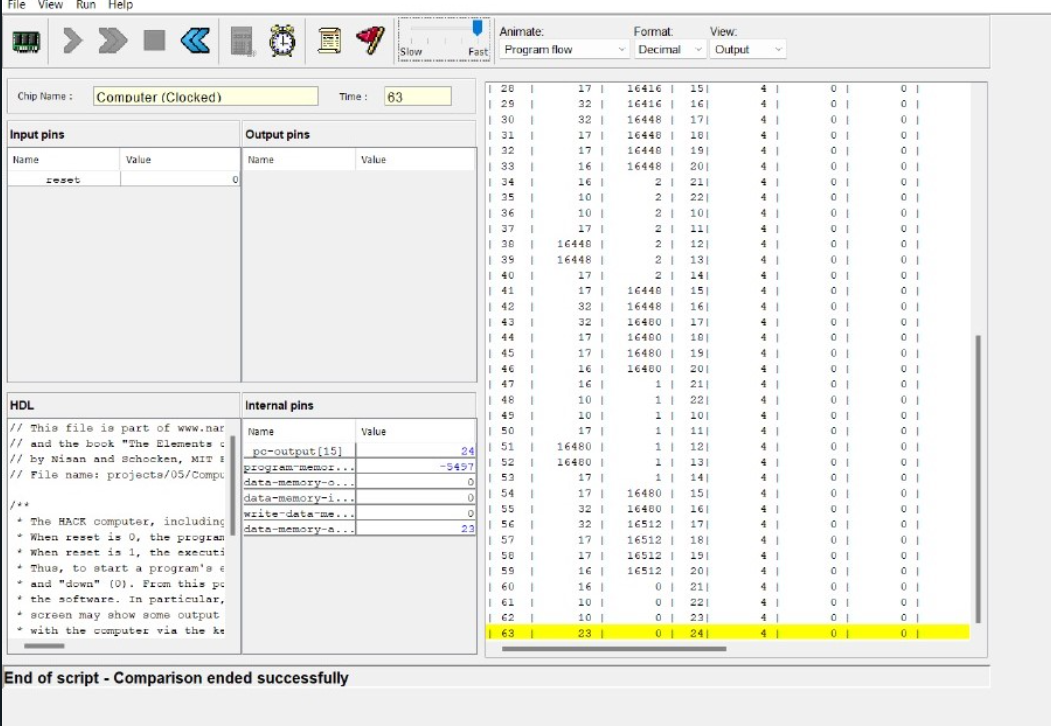 File View Run Help
Slow Fast
Animate: Format: View:
Program flow Decimal Output
Chip Name : Computer (Clocked) Time : 63
Input pins
Name Value
reset 0
Output pins
Name Value
HDL
// This file is part of www.nan
// and the book "The Elements o
// by Nisan and Schocken, MIT
// File name: projects/05/Compu
/**
* The HACK computer, including
* When reset is 0, the program
* When reset is 1, the executi
* Thus, to start a program's e
* and "down" (0). From this po
* the software. In particular,
* screen may show some output
* with the computer via the ke
Internal pins
Name Value
pc-output[15] 24
program-memor... -5497
data-memory-o... 0
data-memory-i... 0
write-data-me... 0
data-memory-a... 23
| 28 | 17 | 16416 | 15| 4 | 0 | 0 |
| 29 | 32 | 16416 | 16| 4 | 0 | 0 |
| 30 | 32 | 16448 | 17| 4 | 0 | 0 |
| 31 | 17 | 16448 | 18| 4 | 0 | 0 |
| 32 | 17 | 16448 | 19| 4 | 0 | 0 |
| 33 | 16 | 16448 | 20| 4 | 0 | 0 |
| 34 | 16 | 2 | 21| 4 | 0 | 0 |
| 35 | 10 | 2 | 22| 4 | 0 | 0 |
| 36 | 10 | 2 | 10| 4 | 0 | 0 |
| 37 | 17 | 2 | 11| 4 | 0 | 0 |
| 38 | 16448 | 2 | 12| 4 | 0 | 0 |
| 39 | 16448 | 2 | 13| 4 | 0 | 0 |
| 40 | 17 | 2 | 14| 4 | 0 | 0 |
| 41 | 17 | 16448 | 15| 4 | 0 | 0 |
| 42 | 32 | 16448 | 16| 4 | 0 | 0 |
| 43 | 32 | 16480 | 17| 4 | 0 | 0 |
| 44 | 17 | 16480 | 18| 4 | 0 | 0 |
| 45 | 17 | 16480 | 19| 4 | 0 | 0 |
| 46 | 16 | 16480 | 20| 4 | 0 | 0 |
| 47 | 16 | 1 | 21| 4 | 0 | 0 |
| 48 | 10 | 1 | 22| 4 | 0 | 0 |
| 49 | 10 | 1 | 10| 4 | 0 | 0 |
| 50 | 17 | 1 | 11| 4 | 0 | 0 |
| 51 | 16480 | 1 | 12| 4 | 0 | 0 |
| 52 | 16480 | 1 | 13| 4 | 0 | 0 |
| 53 | 17 | 1 | 14| 4 | 0 | 0 |
| 54 | 17 | 16480 | 15| 4 | 0 | 0 |
| 55 | 32 | 16480 | 16| 4 | 0 | 0 |
| 56 | 32 | 16512 | 17| 4 | 0 | 0 |
| 57 | 17 | 16512 | 18| 4 | 0 | 0 |
| 58 | 17 | 16512 | 19| 4 | 0 | 0 |
| 59 | 16 | 16512 | 20| 4 | 0 | 0 |
| 60 | 16 | 0 | 21| 4 | 0 | 0 |
| 61 | 10 | 0 | 22| 4 | 0 | 0 |
| 62 | 10 | 0 | 23| 4 | 0 | 0 |
| 63 | 23 | 0 | 24| 4 | 0 | 0 |
End of script - Comparison ended successfully